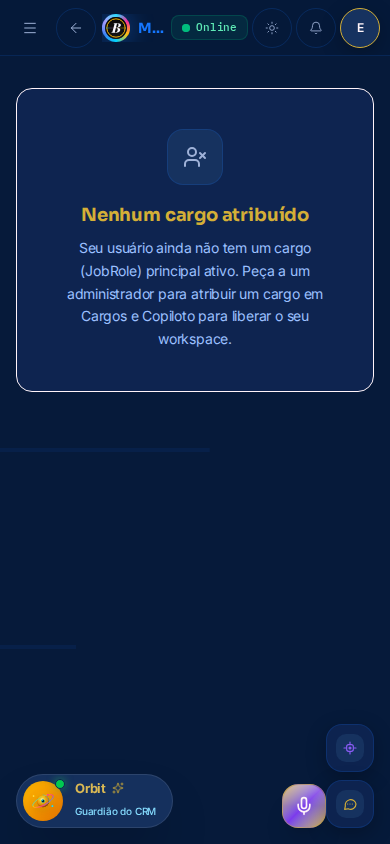 B
M...
Online
E
Nenhum cargo atribuído
Seu usuário ainda não tem um cargo
(JobRole) principal ativo. Peça a um
administrador para atribuir um cargo em
Cargos e Copiloto para liberar o seu
workspace.
Orbit
Guardião do CRM